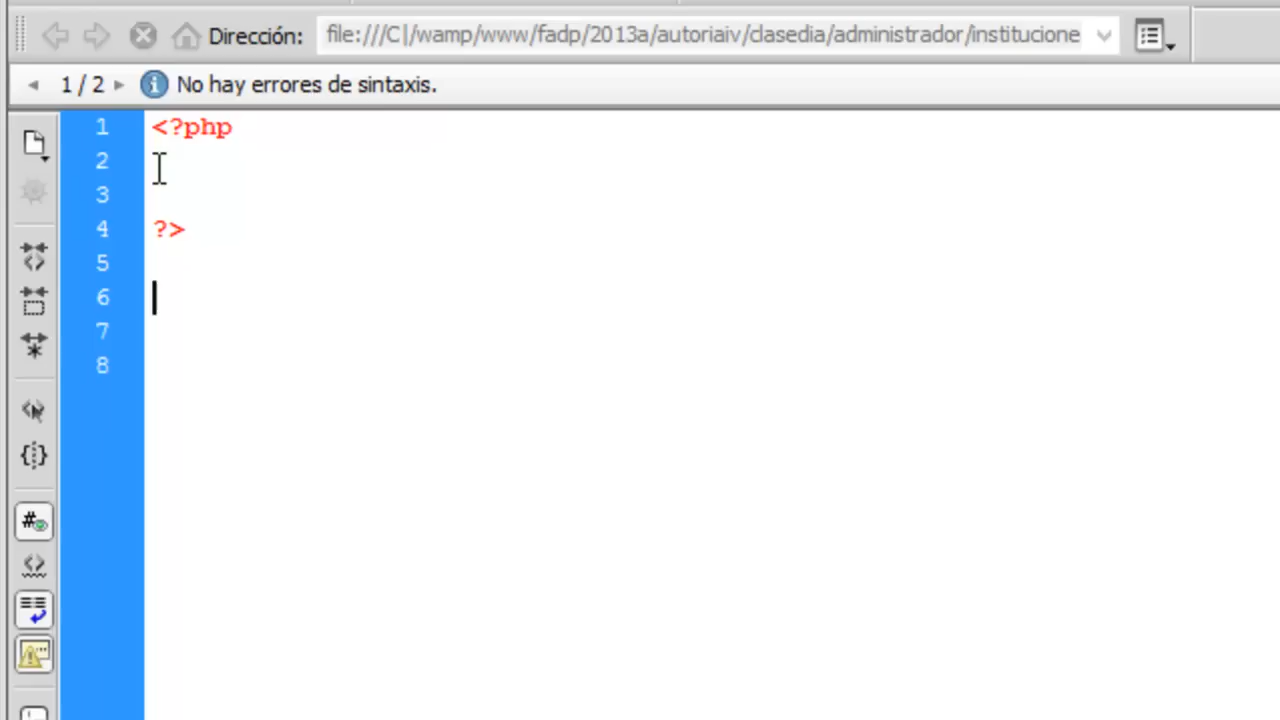 Dirección: file:///C|/wamp/www/fadp/2013a/autoriaiv/clasedia/administrador/institucione
1 / 2 No hay errores de sintaxis.
1 <?php
2
3
4 ?>
5
6
7
8